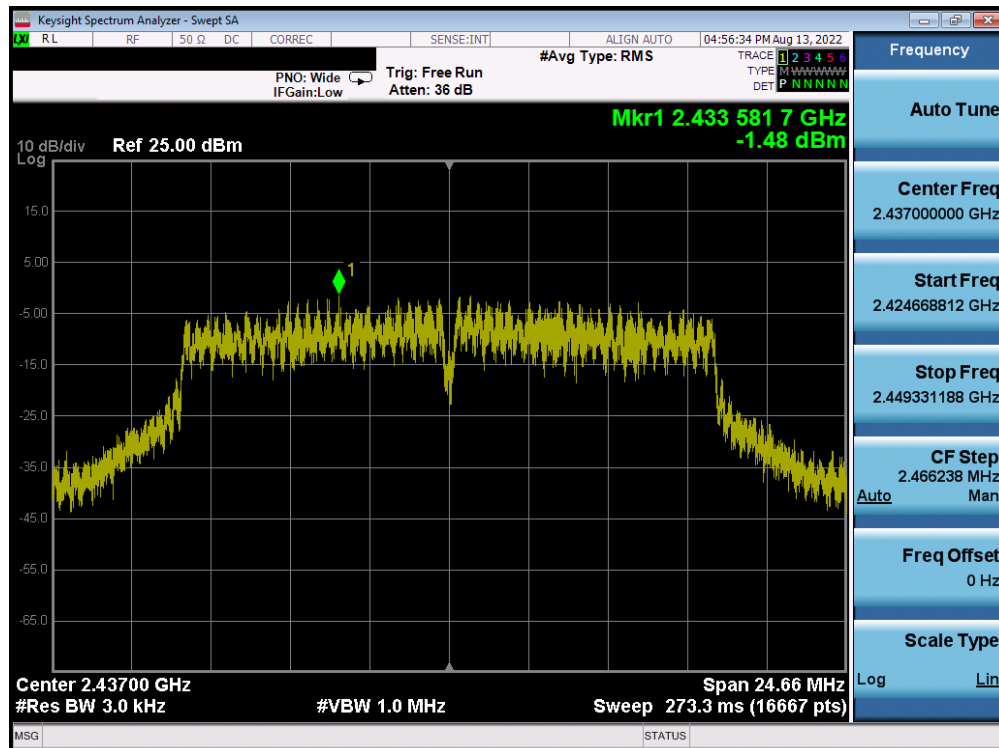 Keysight Spectrum Analyzer - Swept SA
LXI RL RF 50 Ω DC CORREC SENSE:INT ALIGN AUTO 04:56:34 PM Aug 13, 2022
#Avg Type: RMS TRACE 1 2 3 4 5 6
PNO: Wide Trig: Free Run TYPE M WWWWW
IFGain:Low Atten: 36 dB DET P N N N N N
Mkr1 2.433 581 7 GHz
-1.48 dBm
10 dB/div Ref 25.00 dBm
Log
15.0
5.00
-5.00
-15.0
-25.0
-35.0
-45.0
-55.0
-65.0
1
Center 2.43700 GHz Span 24.66 MHz
#Res BW 3.0 kHz #VBW 1.0 MHz Sweep 273.3 ms (16667 pts)
MSG STATUS
Frequency
Auto Tune
Center Freq
2.437000000 GHz
Start Freq
2.424668812 GHz
Stop Freq
2.449331188 GHz
CF Step
2.466238 MHz
Auto Man
Freq Offset
0 Hz
Scale Type
Log Lin